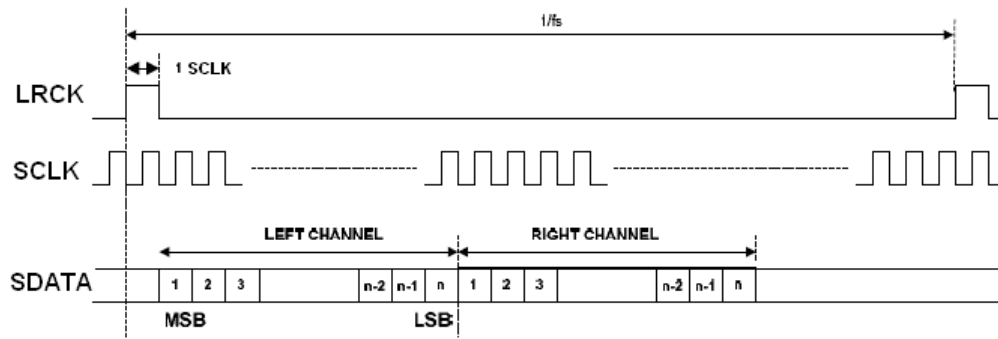 1/fs
1 SCLK
LRCK
SCLK
LEFT CHANNEL RIGHT CHANNEL
SDATA 1 2 3 n-2 n-1 n 1 2 3 n-2 n-1 n
MSB LSB